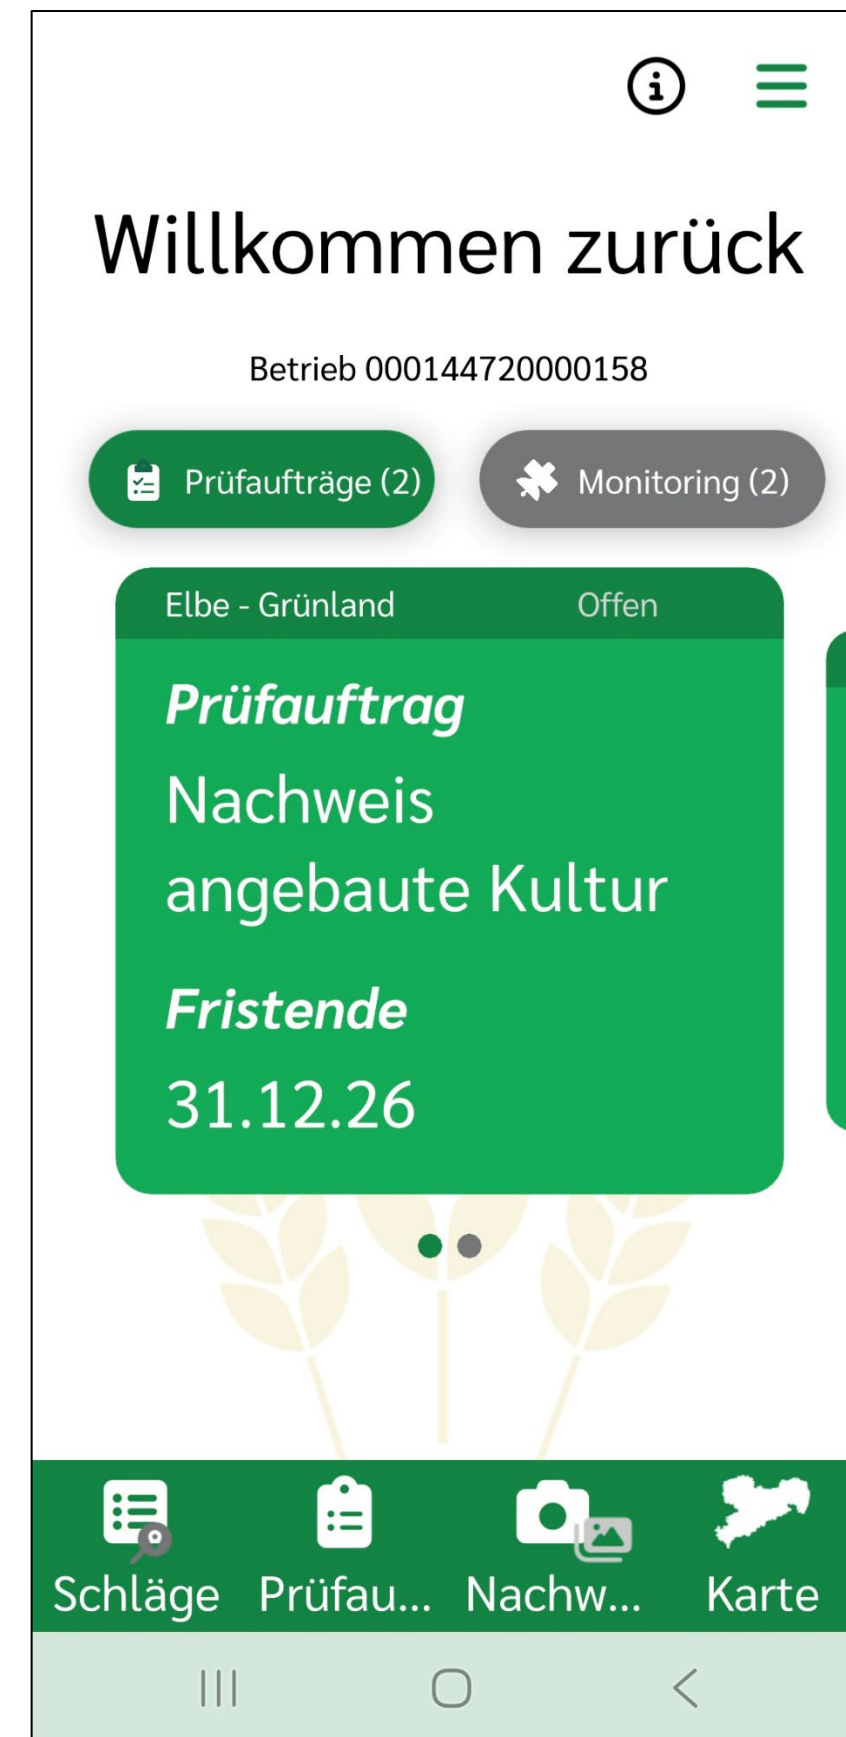 Willkommen zurück
Betrieb 000144720000158
Prüfaufträge (2)
Monitoring (2)
Elbe - Grünland
Offen
Prüfauftrag
Nachweis
angebaute Kultur
Fristende
31.12.26
Schläge
Prüfau...
Nachw...
Karte